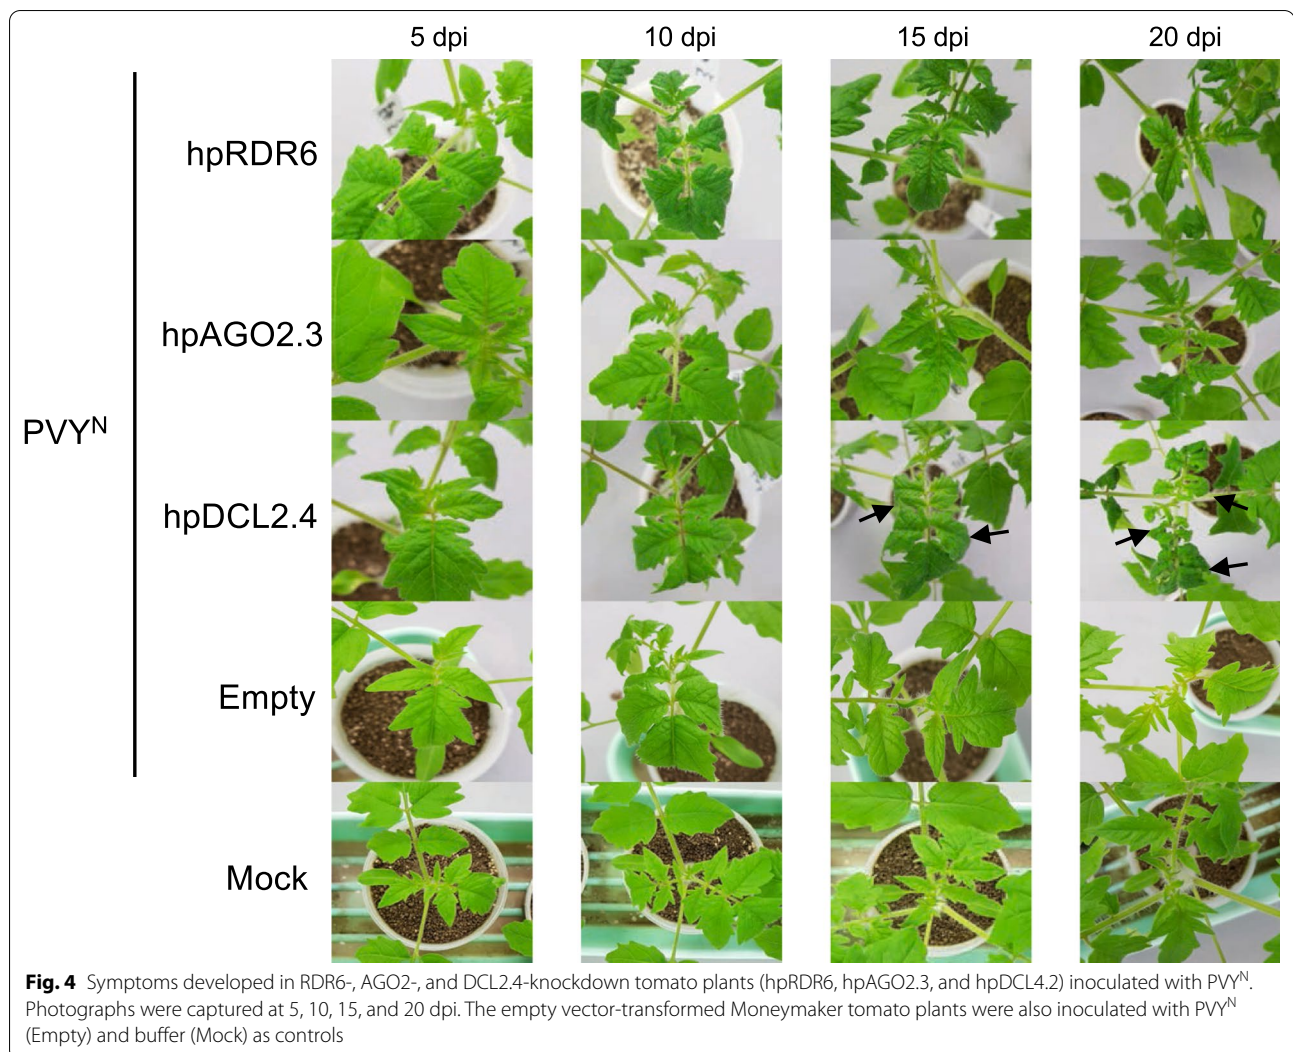 5 dpi 10 dpi 15 dpi 20 dpi
hpRDR6
hpAGO2.3
PVYᴺ
hpDCL2.4
Empty
Mock
Fig. 4 Symptoms developed in RDR6-, AGO2-, and DCL2.4-knockdown tomato plants (hpRDR6, hpAGO2.3, and hpDCL4.2) inoculated with PVYᴺ.
Photographs were captured at 5, 10, 15, and 20 dpi. The empty vector-transformed Moneymaker tomato plants were also inoculated with PVYᴺ
(Empty) and buffer (Mock) as controls